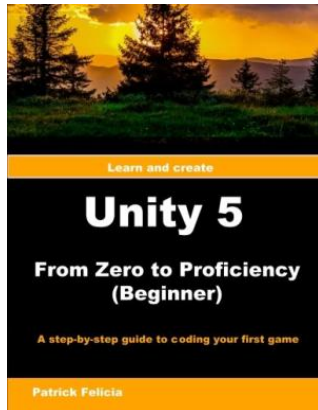 Learn and create
Unity 5
From Zero to Proficiency
(Beginner)
A step-by-step guide to coding your first game
Patrick Felicia